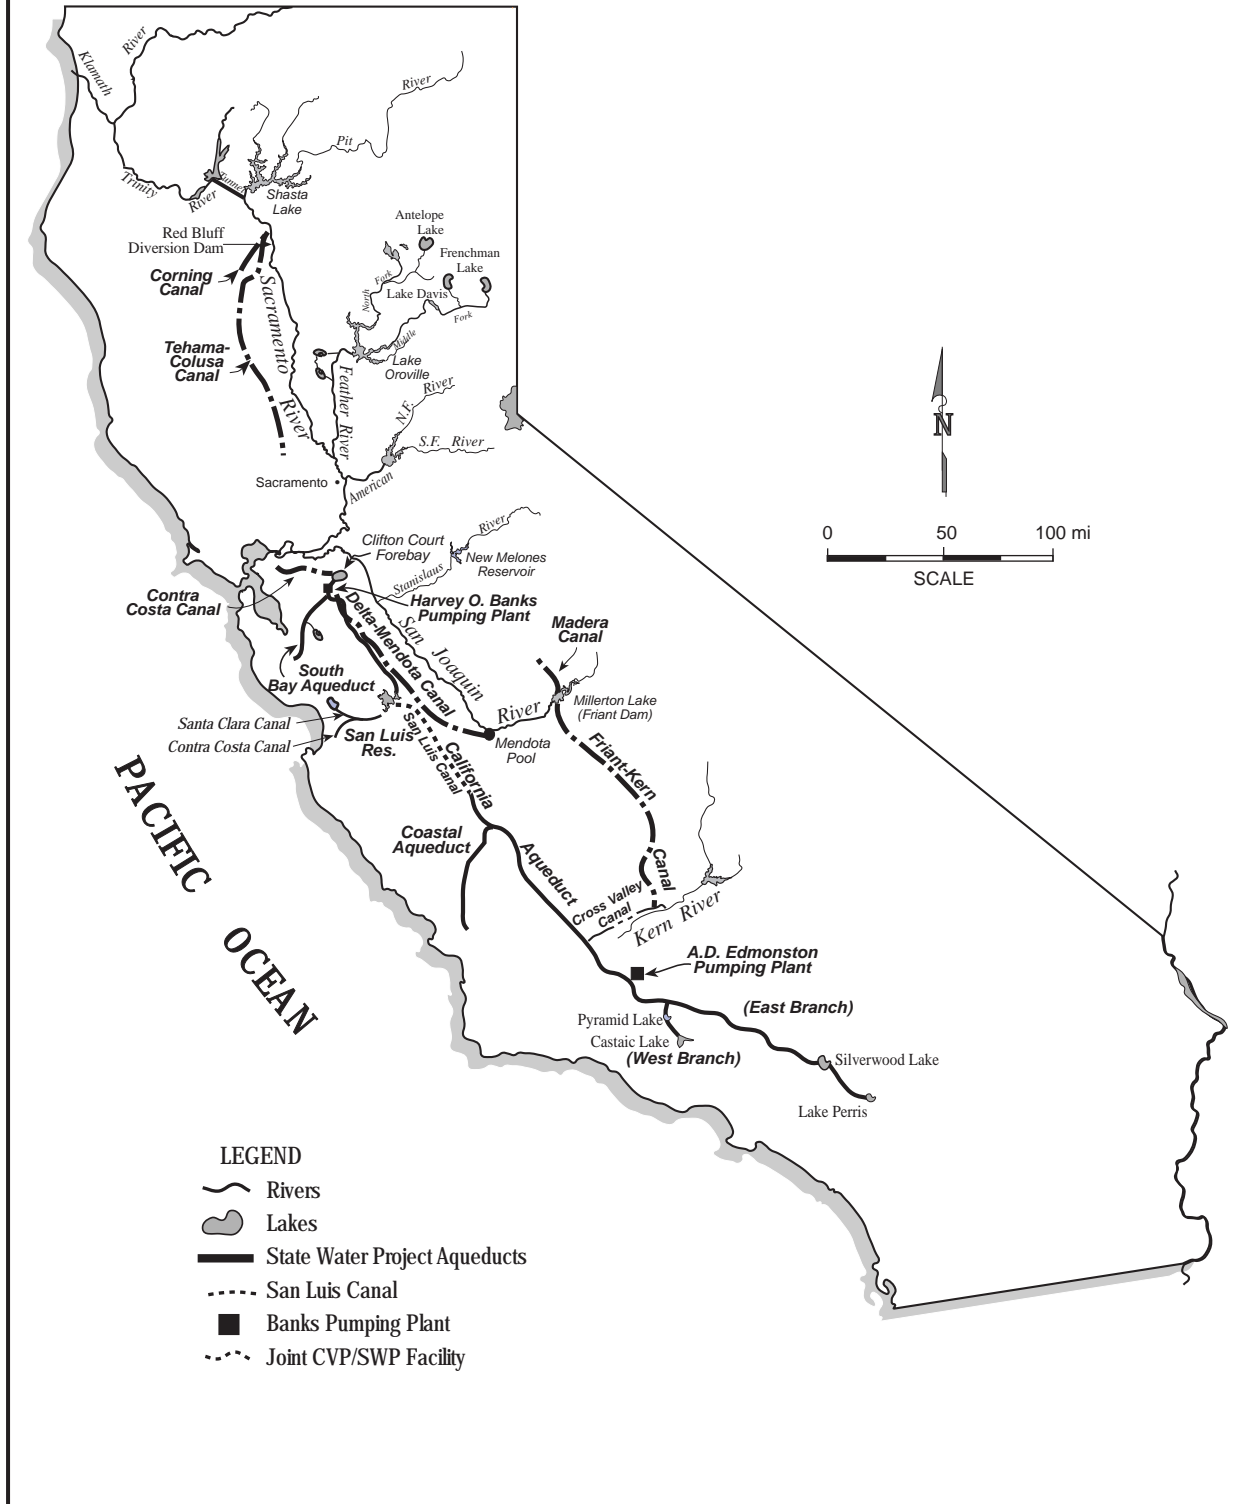 River
Klamath
River
Pit
Trinity
River
Tunnel
Shasta
Lake
Antelope
Lake
Red Bluff
Diversion Dam
Frenchman
Lake
Corning
Canal
Sacramento
River
North
Fork
Lake Davis
Fork
Middle
Tehama-
Colusa
Canal
Lake
Oroville
Feather River
N.F.
River
S.F. River
American
Sacramento
N
0 50 100 mi
SCALE
Clifton Court
Forebay
River
Stanislaus
New Melones
Reservoir
Contra
Costa Canal
Harvey O. Banks
Pumping Plant
Delta-Mendota Canal
San Joaquin
River
Madera
Canal
South
Bay Aqueduct
Millerton Lake
(Friant Dam)
Santa Clara Canal
Contra Costa Canal
San Luis
Res.
San Luis Canal
Mendota
Pool
Friant-Kern
Canal
California
Aqueduct
Coastal
Aqueduct
Cross Valley
Canal
Kern River
PACIFIC
OCEAN
A.D. Edmonston
Pumping Plant
(East Branch)
Pyramid Lake
Castaic Lake
(West Branch)
Silverwood Lake
Lake Perris
LEGEND
Rivers
Lakes
State Water Project Aqueducts
San Luis Canal
Banks Pumping Plant
Joint CVP/SWP Facility